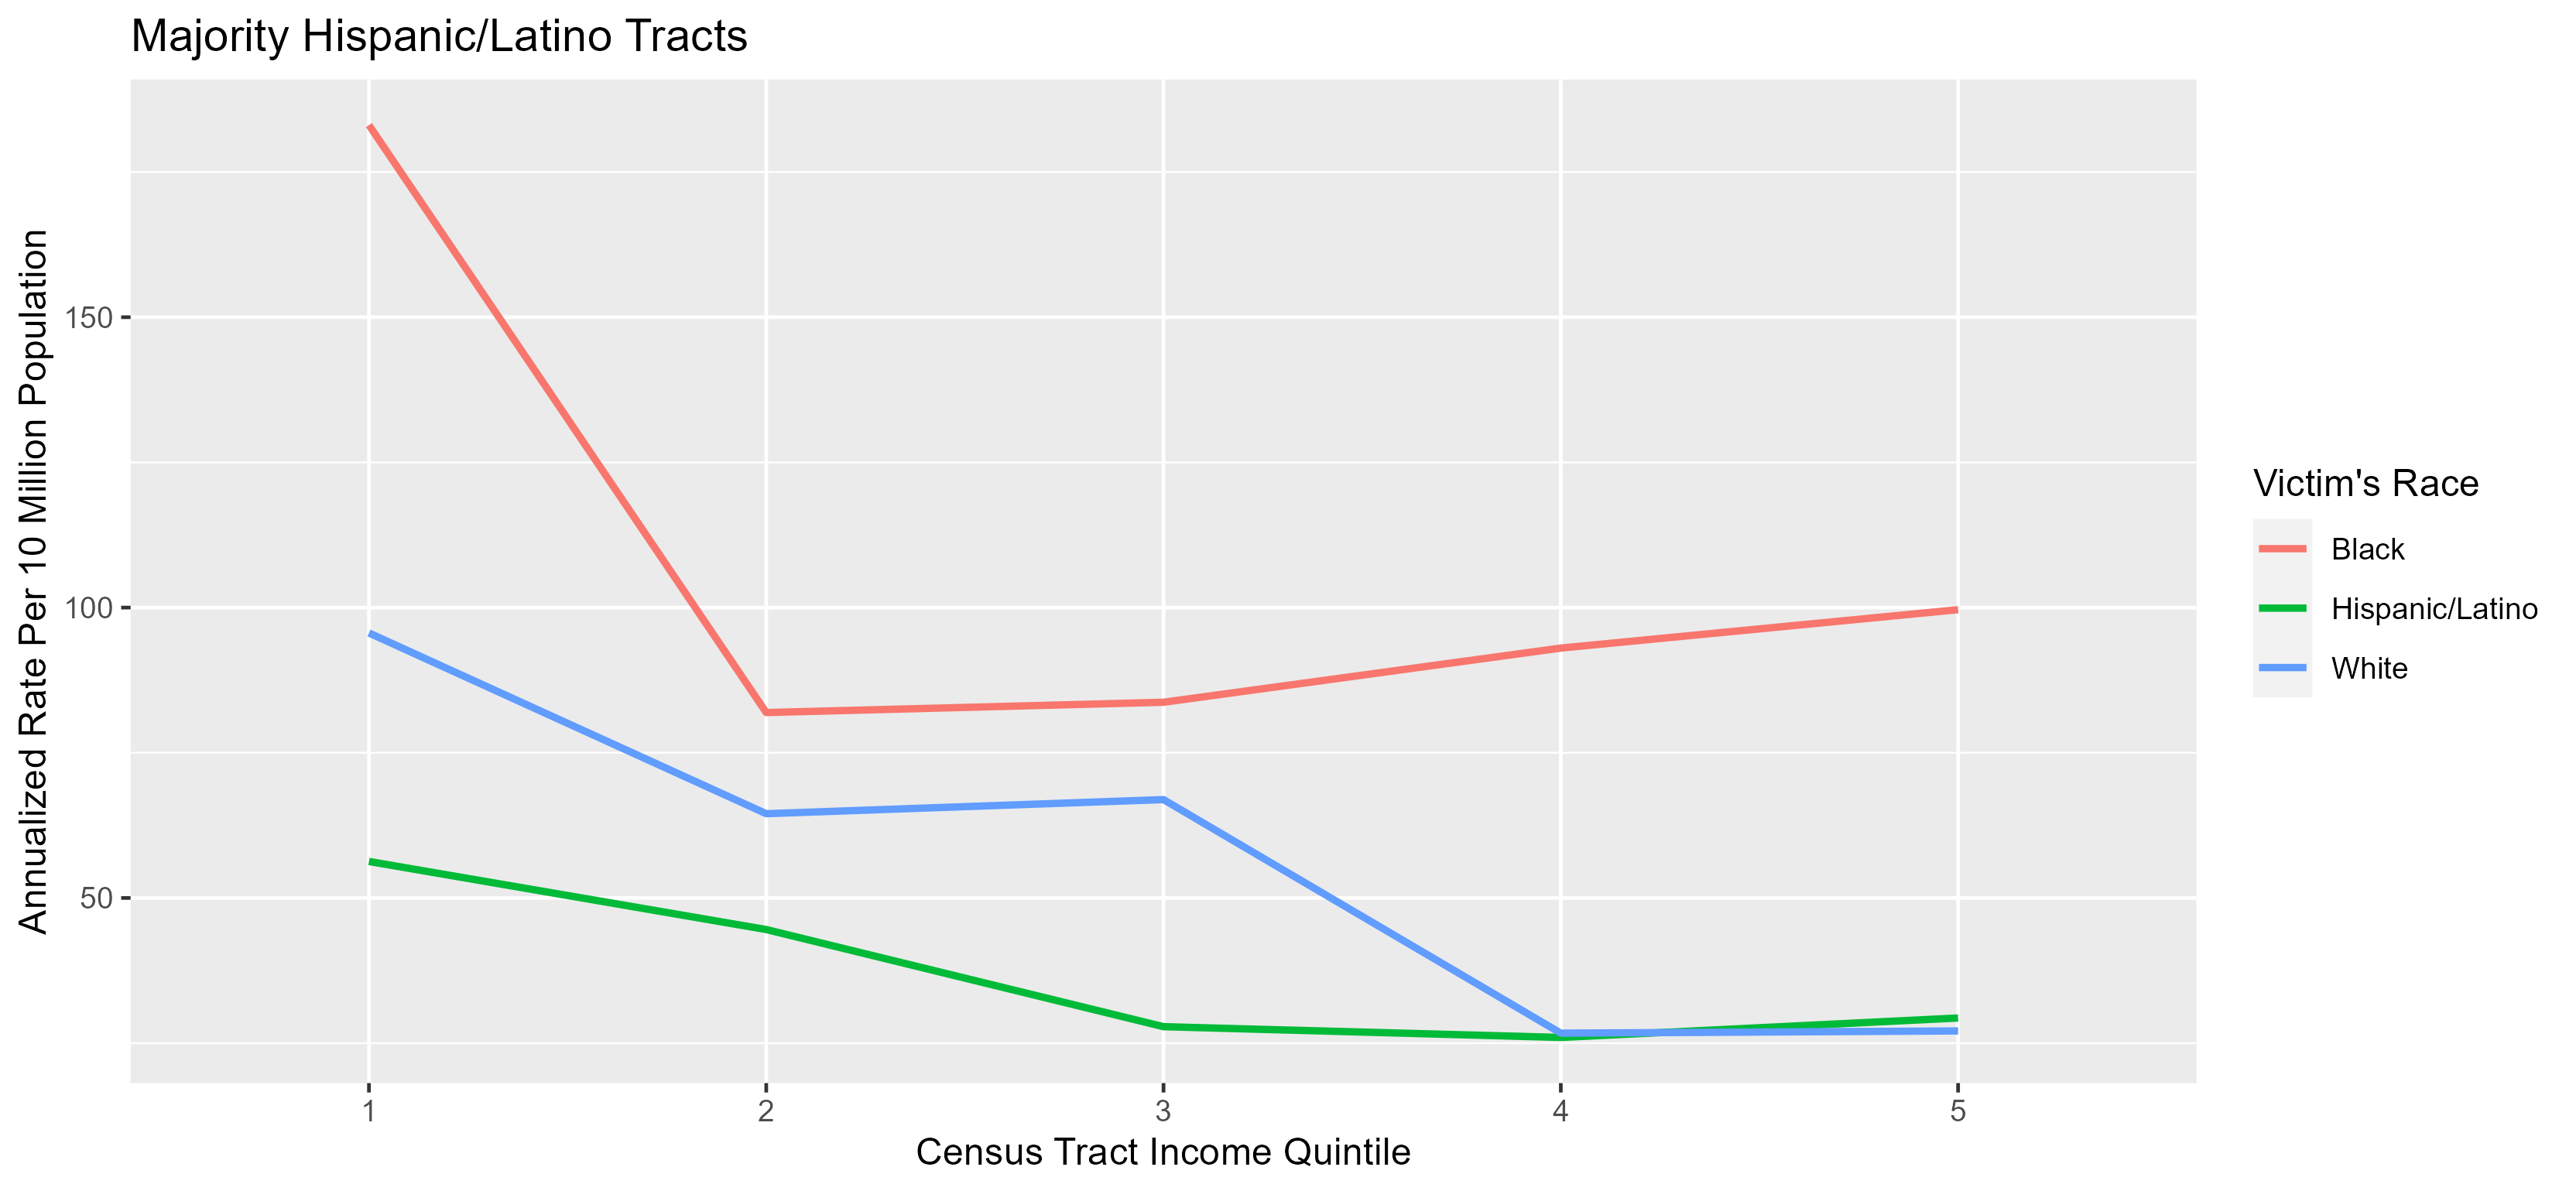 Majority Hispanic/Latino Tracts
Annualized Rate Per 10 Million Population
150
100
50
1 2 3 4 5
Census Tract Income Quintile
Victim's Race
Black
Hispanic/Latino
White